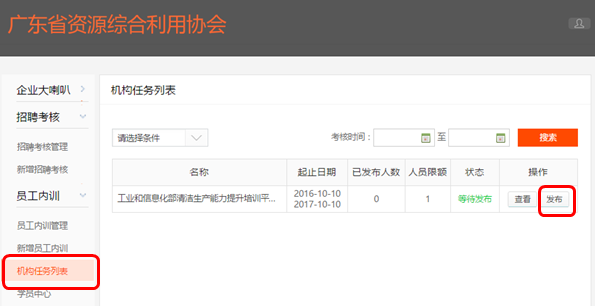 广东省资源综合利用协会
企业大喇叭
招聘考核
招聘考核管理
新增招聘考核
员工内训
员工内训管理
新增员工内训
机构任务列表
学员中心
机构任务列表
请选择条件 考核时间： 至 搜索
名称 起止日期 已发布人数 人员限额 状态 操作
工业和信息化部清洁生产能力提升培训平... 2016-10-10 0 1 等待发布 查看 发布
2017-10-10